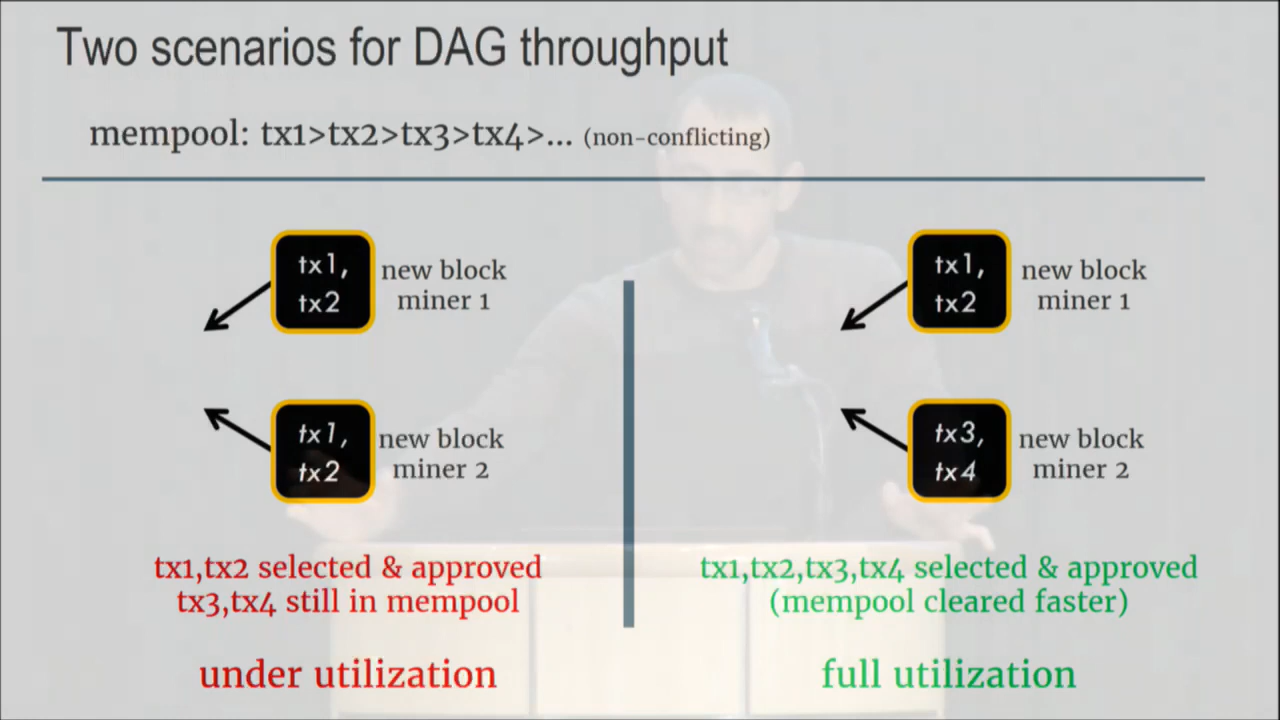 Two scenarios for DAG throughput
mempool: tx1>tx2>tx3>tx4>... (non-conflicting)
tx1,
tx2
new block
miner 1
tx1,
tx2
new block
miner 2
tx1,tx2 selected & approved
tx3,tx4 still in mempool
under utilization
tx1,
tx2
new block
miner 1
tx3,
tx4
new block
miner 2
tx1,tx2,tx3,tx4 selected & approved
(mempool cleared faster)
full utilization